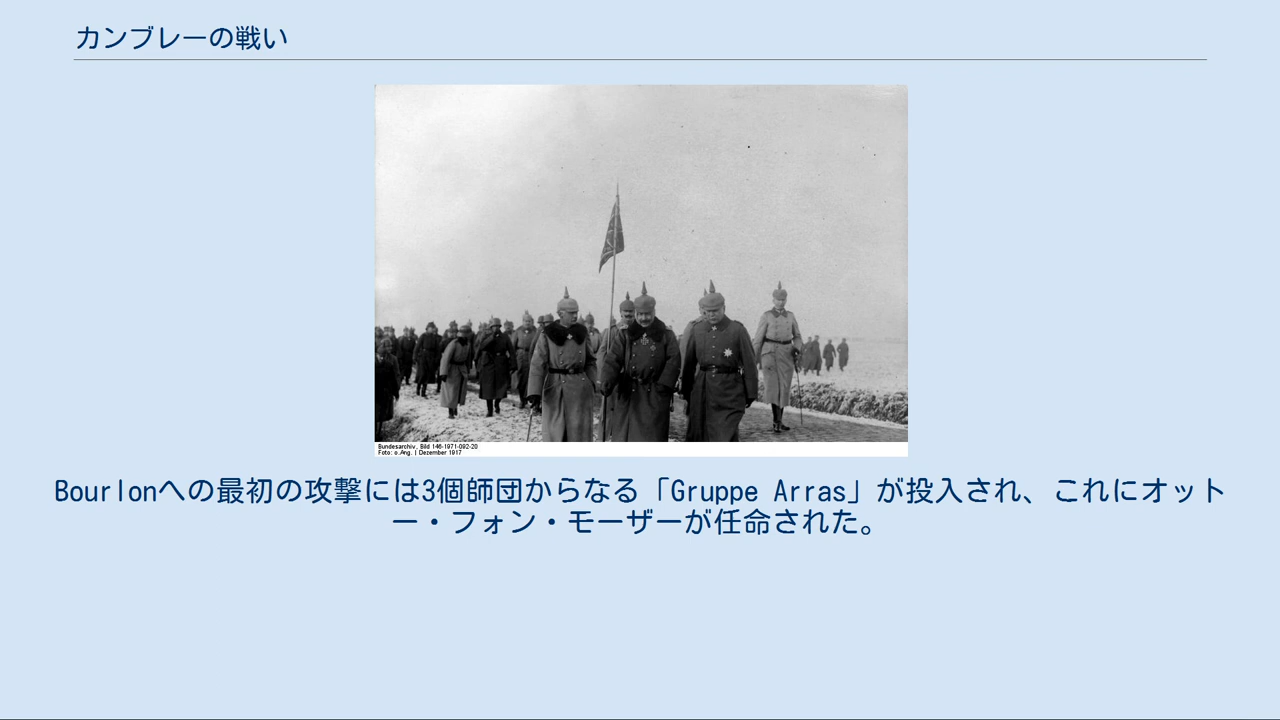 カンブレーの戦い
Bundesarchiv, Bild 146-1971-092-20
Foto: o.Ang. | Dezember 1917
Bourlonへの最初の攻撃には3個師団からなる「Gruppe Arras」が投入され、これにオット
ー・フォン・モーザーが任命された。